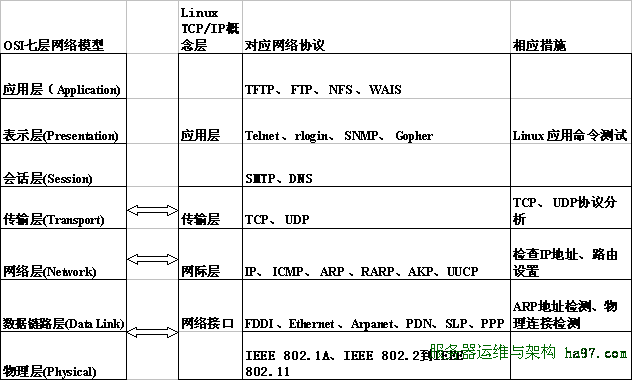 OSI七层网络模型 Linux TCP/IP概念层 对应网络协议 相应措施
应用层（Application) TFTP、FTP、NFS、WAIS
表示层(Presentation) 应用层 Telnet、rlogin、SNMP、Gopher Linux 应用命令测试
会话层(Session) SMTP、DNS
传输层(Transport) 传输层 TCP、UDP TCP、UDP协议分析
网络层(Network) 网际层 IP、ICMP、ARP、RARP、AKP、UUCP 检查IP地址、路由设置
数据链路层(Data Link) 网络接口 FDDI、Ethernet、Arpanet、PDN、SLP、PPP ARP地址检测、物理连接检测
物理层(Physical) IEEE 802.1A、IEEE 802.2到IEEE 802.11
服务器运维与架构 ha97.com